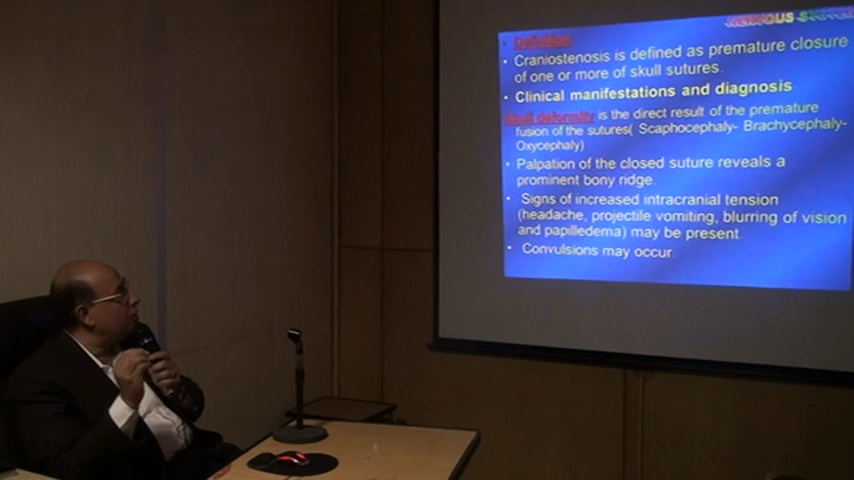 NERVOUS SYSTEM
• Definition
• Craniostenosis is defined as premature closure
of one or more of skull sutures.
• Clinical manifestations and diagnosis
Skull deformity is the direct result of the premature
fusion of the sutures( Scaphocephaly- Brachycephaly-
Oxycephaly)
• Palpation of the closed suture reveals a
prominent bony ridge.
• Signs of increased intracranial tension
(headache, projectile vomiting, blurring of vision
and papilledema) may be present.
• Convulsions may occur.